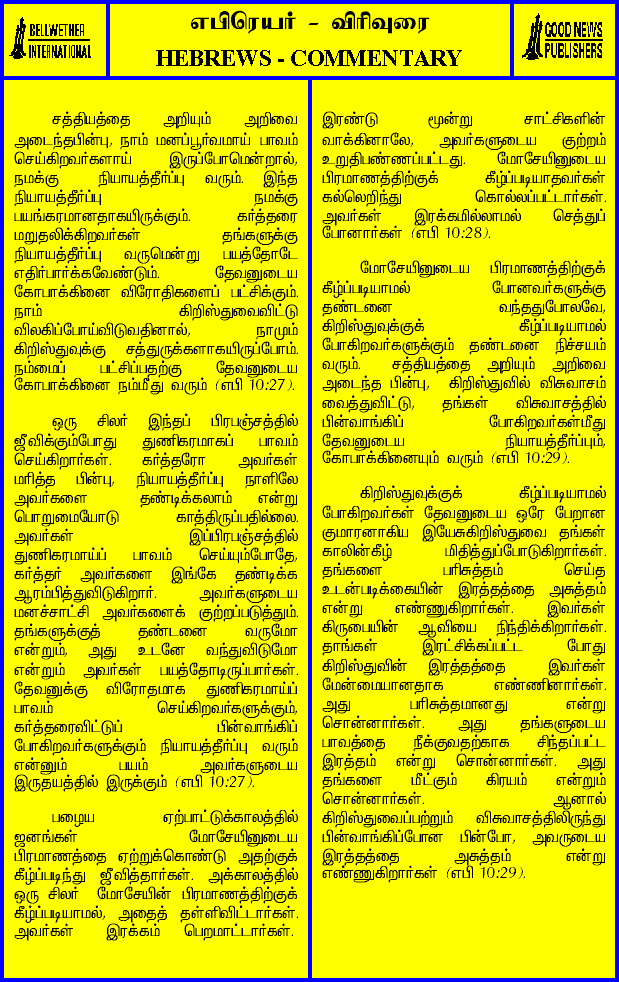 BELLWETHER
INTERNATIONAL
எபிரெயர் - விரிவுரை
HEBREWS - COMMENTARY
GOOD NEWS
PUBLISHERS
சத்தியத்தை அறியும் அறிவை
அடைந்தபின்பு, நாம் மனப்பூர்வமாய் பாவம்
செய்கிறவர்களாய் இருப்போமென்றால்,
நமக்கு நியாயத்தீர்ப்பு வரும். இந்த
நியாயத்தீர்ப்பு நமக்கு
பயங்கரமானதாகயிருக்கும். கர்த்தரை
மறுதலிக்கிறவர்கள் தங்களுக்கு
நியாயத்தீர்ப்பு வருமென்று பயத்தோடே
எதிர்பார்க்கவேண்டும். தேவனுடைய
கோபாக்கினை விரோதிகளைப் பட்சிக்கும்.
நாம் கிறிஸ்துவைவிட்டு
விலகிப்போய்விடுவதினால், நாமும்
கிறிஸ்துவுக்கு சத்துருக்களாகயிருப்போம்.
நம்மைப் பட்சிப்பதற்கு தேவனுடைய
கோபாக்கினை நம்மீது வரும் (எபி 10:27).
ஒரு சிலர் இந்தப் பிரபஞ்சத்தில்
ஜீவிக்கும்போது துணிகரமாகப் பாவம்
செய்கிறார்கள். கர்த்தரோ அவர்கள்
மரித்த பின்பு, நியாயத்தீர்ப்பு நாளிலே
அவர்களை தண்டிக்கலாம் என்று
பொறுமையோடு காத்திருப்பதில்லை.
அவர்கள் இப்பிரபஞ்சத்தில்
துணிகரமாய்ப் பாவம் செய்யும்போதே,
கர்த்தர் அவர்களை இங்கே தண்டிக்க
ஆரம்பித்துவிடுகிறார். அவர்களுடைய
மனச்சாட்சி அவர்களைக் குற்றப்படுத்தும்.
தங்களுக்குத் தண்டனை வருமோ
என்றும், அது உடனே வந்துவிடுமோ
என்றும் அவர்கள் பயத்தோடிருப்பார்கள்.
தேவனுக்கு விரோதமாக துணிகரமாய்ப்
பாவம் செய்கிறவர்களுக்கும்,
கர்த்தரைவிட்டுப் பின்வாங்கிப்
போகிறவர்களுக்கும் நியாயத்தீர்ப்பு வரும்
என்னும் பயம் அவர்களுடைய
இருதயத்தில் இருக்கும் (எபி 10:27).
பழைய ஏற்பாட்டுக்காலத்தில்
ஜனங்கள் மோசேயினுடைய
பிரமாணத்தை ஏற்றுக்கொண்டு அதற்குக்
கீழ்ப்படிந்து ஜீவித்தார்கள். அக்காலத்தில்
ஒரு சிலர் மோசேயின் பிரமாணத்திற்குக்
கீழ்ப்படியாமல், அதைத் தள்ளிவிட்டார்கள்.
அவர்கள் இரக்கம் பெறமாட்டார்கள்.
இரண்டு மூன்று சாட்சிகளின்
வாக்கினாலே, அவர்களுடைய குற்றம்
உறுதிபண்ணப்பட்டது. மோசேயினுடைய
பிரமாணத்திற்குக் கீழ்ப்படியாதவர்கள்
கல்லெறிந்து கொல்லப்பட்டார்கள்.
அவர்கள் இரக்கமில்லாமல் செத்துப்
போனார்கள் (எபி 10:28).
மோசேயினுடைய பிரமாணத்திற்குக்
கீழ்ப்படியாமல் போனவர்களுக்கு
தண்டனை வந்ததுபோலவே,
கிறிஸ்துவுக்குக் கீழ்ப்படியாமல்
போகிறவர்களுக்கும் தண்டனை நிச்சயம்
வரும். சத்தியத்தை அறியும் அறிவை
அடைந்த பின்பு, கிறிஸ்துவில் விசுவாசம்
வைத்துவிட்டு, தங்கள் விசுவாசத்தில்
பின்வாங்கிப் போகிறவர்கள்மீது
தேவனுடைய நியாயத்தீர்ப்பும்,
கோபாக்கினையும் வரும் (எபி 10:29).
கிறிஸ்துவுக்குக் கீழ்ப்படியாமல்
போகிறவர்கள் தேவனுடைய ஒரே பேறான
குமாரனாகிய இயேசுகிறிஸ்துவை தங்கள்
காலின்கீழ் மிதித்துப்போடுகிறார்கள்.
தங்களை பரிசுத்தம் செய்த
உடன்படிக்கையின் இரத்தத்தை அசுத்தம்
என்று எண்ணுகிறார்கள். இவர்கள்
கிருபையின் ஆவியை நிந்திக்கிறார்கள்.
தாங்கள் இரட்சிக்கப்பட்ட போது
கிறிஸ்துவின் இரத்தத்தை இவர்கள்
மேன்மையானதாக எண்ணினார்கள்.
அது பரிசுத்தமானது என்று
சொன்னார்கள். அது தங்களுடைய
பாவத்தை நீக்குவதற்காக சிந்தப்பட்ட
இரத்தம் என்று சொன்னார்கள். அது
தங்களை மீட்கும் கிரயம் என்றும்
சொன்னார்கள். ஆனால்
கிறிஸ்துவைப்பற்றும் விசுவாசத்திலிருந்து
பின்வாங்கிப்போன பின்போ, அவருடைய
இரத்தத்தை அசுத்தம் என்று
எண்ணுகிறார்கள் (எபி 10:29).